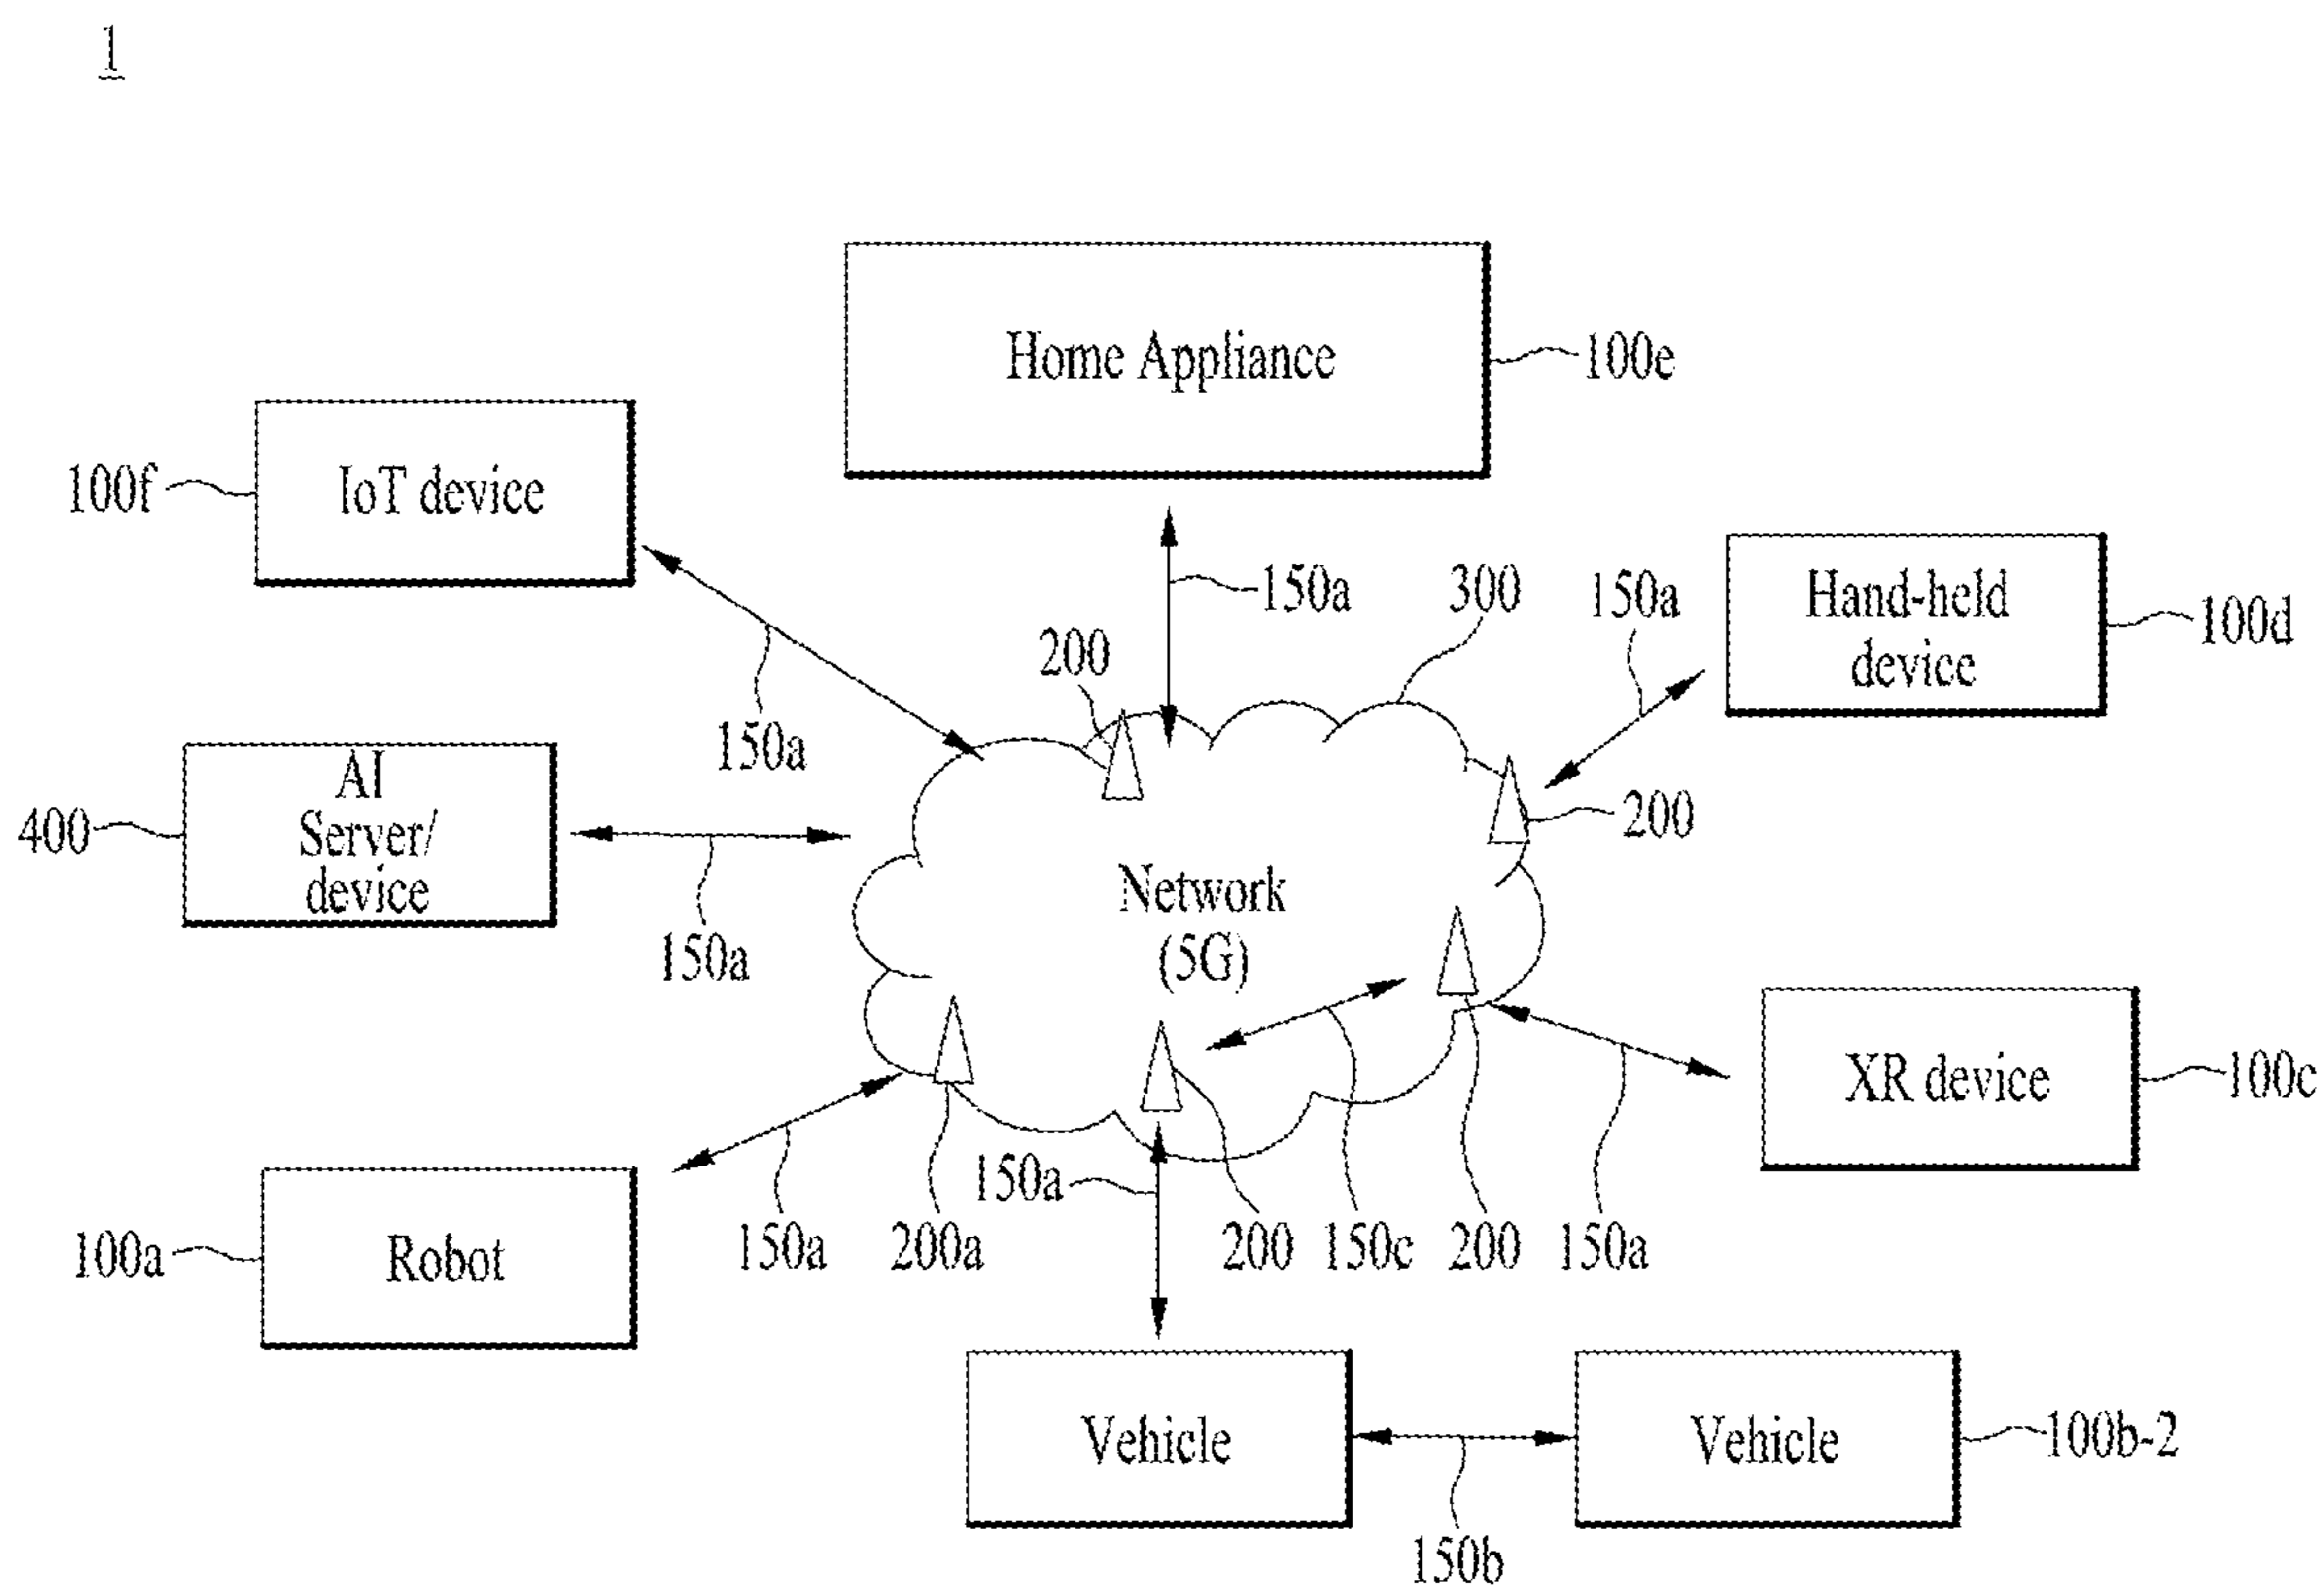 1
Home Appliance
100e
IoT device
100f
150a
300
150a
Hand-held
device
100d
200
150a
AI
Server/
device
400
200
150a
Network
(5G)
XR device
100c
150a
Robot
100a
150a
200a
200
150c
200
150a
Vehicle
Vehicle
100b-2
150b